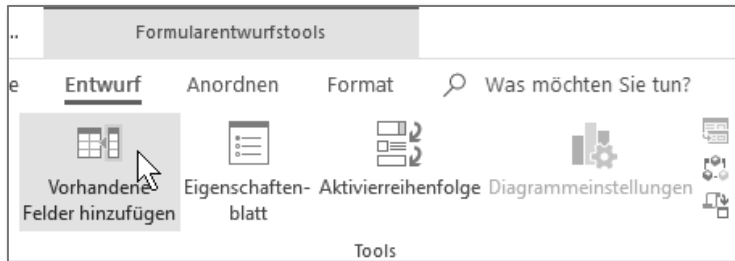 .. Formularentwurfstools
e Entwurf Anordnen Format Was möchten Sie tun?
Vorhandene Eigenschaften- Aktivierreihenfolge Diagrammeinstellungen
Felder hinzufügen blatt
Tools